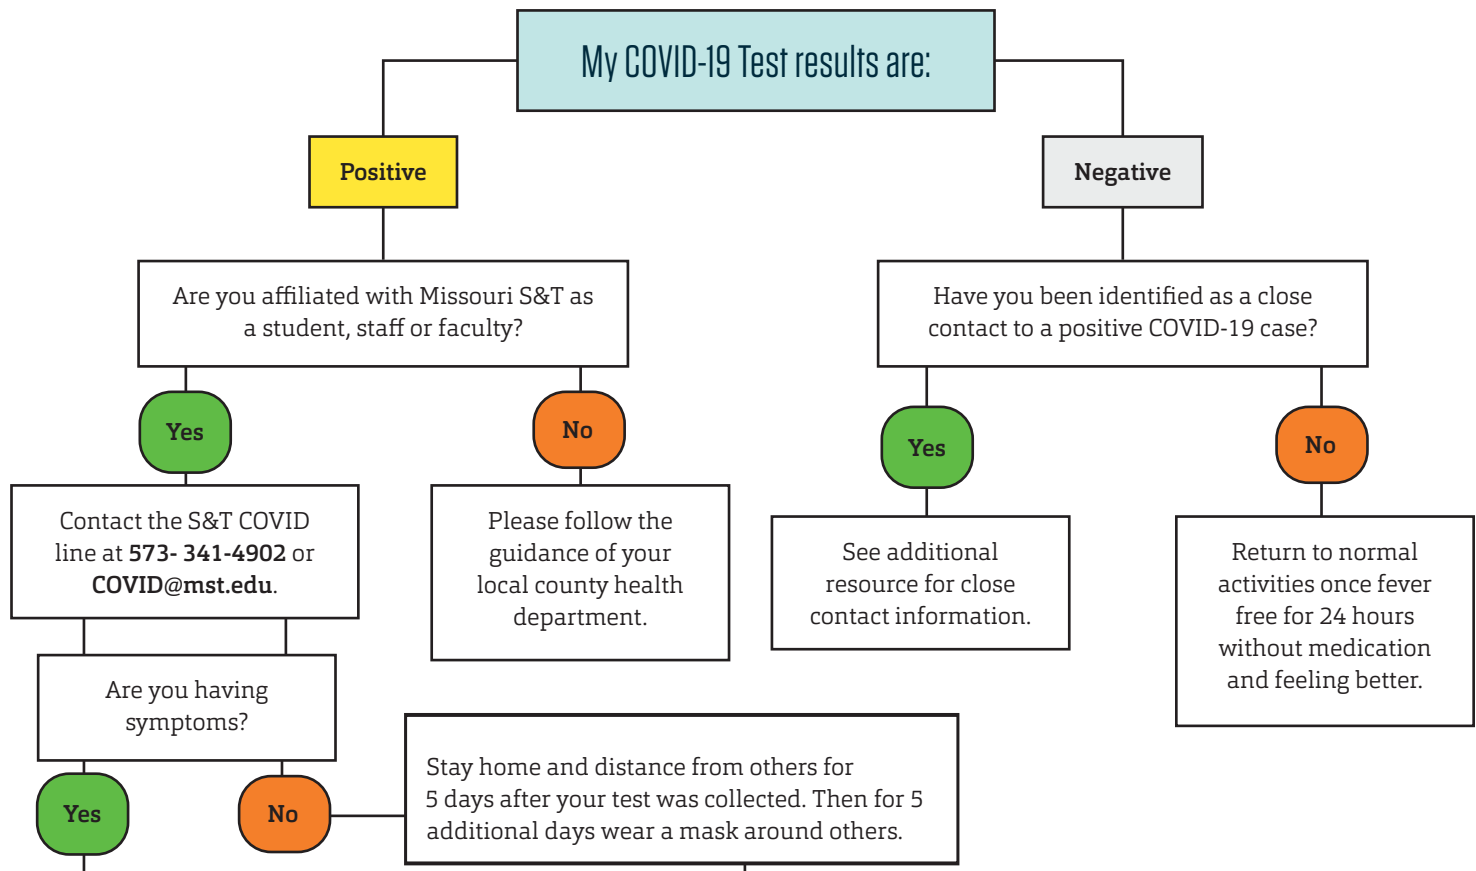 My COVID-19 Test results are:
Positive
Negative
Are you affiliated with Missouri S&T as
a student, staff or faculty?
Have you been identified as a close
contact to a positive COVID-19 case?
Yes
No
Yes
No
Contact the S&T COVID
line at 573- 341-4902 or
COVID@mst.edu.
Please follow the
guidance of your
local county health
department.
See additional
resource for close
contact information.
Return to normal
activities once fever
free for 24 hours
without medication
and feeling better.
Are you having
symptoms?
Yes
No
Stay home and distance from others for
5 days after your test was collected. Then for 5
additional days wear a mask around others.